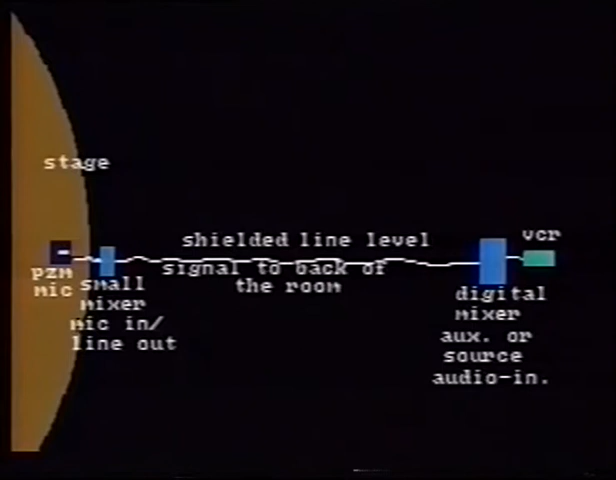 stage
pzm
mic
small
mixer
mic in/
line out
shielded line level
signal to back of
the room
vcr
digital
mixer
aux. or
source
audio-in.